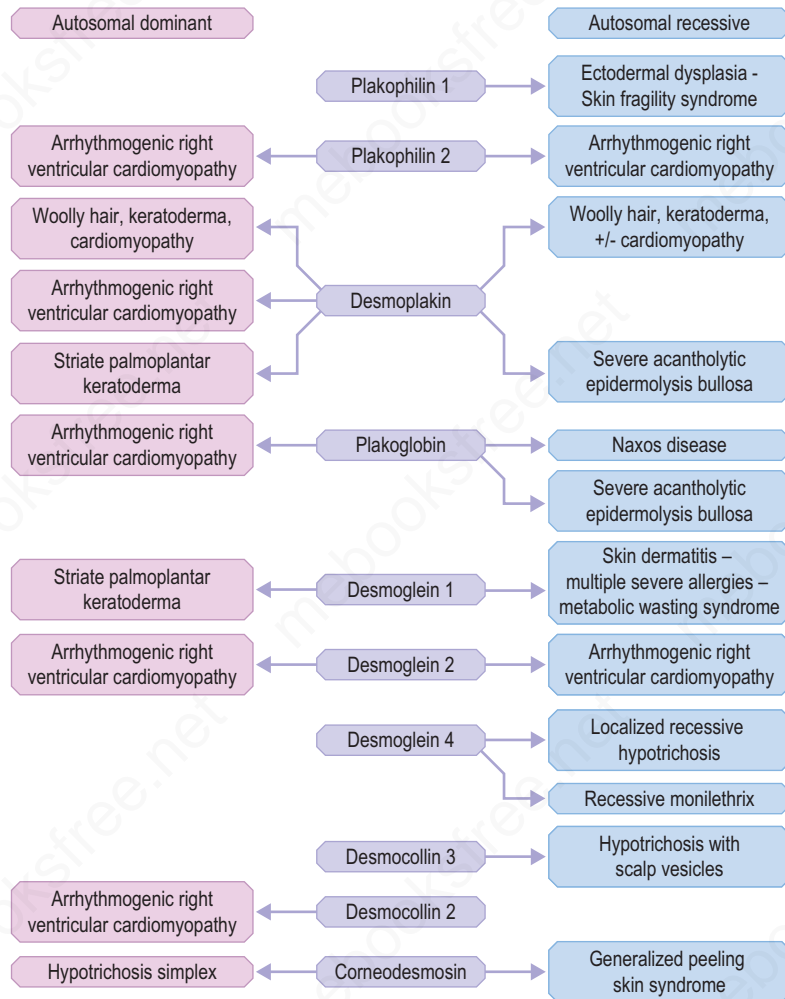 Autosomal dominant
Autosomal recessive
Plakophilin 1
Ectodermal dysplasia -
Skin fragility syndrome
Arrhythmogenic right
ventricular cardiomyopathy
Plakophilin 2
Arrhythmogenic right
ventricular cardiomyopathy
Woolly hair, keratoderma,
cardiomyopathy
Woolly hair, keratoderma,
+/- cardiomyopathy
Arrhythmogenic right
ventricular cardiomyopathy
Desmoplakin
Striate palmoplantar
keratoderma
Severe acantholytic
epidermolysis bullosa
Arrhythmogenic right
ventricular cardiomyopathy
Plakoglobin
Naxos disease
Severe acantholytic
epidermolysis bullosa
Striate palmoplantar
keratoderma
Desmoglein 1
Skin dermatitis –
multiple severe allergies –
metabolic wasting syndrome
Arrhythmogenic right
ventricular cardiomyopathy
Desmoglein 2
Arrhythmogenic right
ventricular cardiomyopathy
Desmoglein 4
Localized recessive
hypotrichosis
Recessive monilethrix
Desmocollin 3
Hypotrichosis with
scalp vesicles
Arrhythmogenic right
ventricular cardiomyopathy
Desmocollin 2
Hypotrichosis simplex
Corneodesmosin
Generalized peeling
skin syndrome
mebooksfree.net